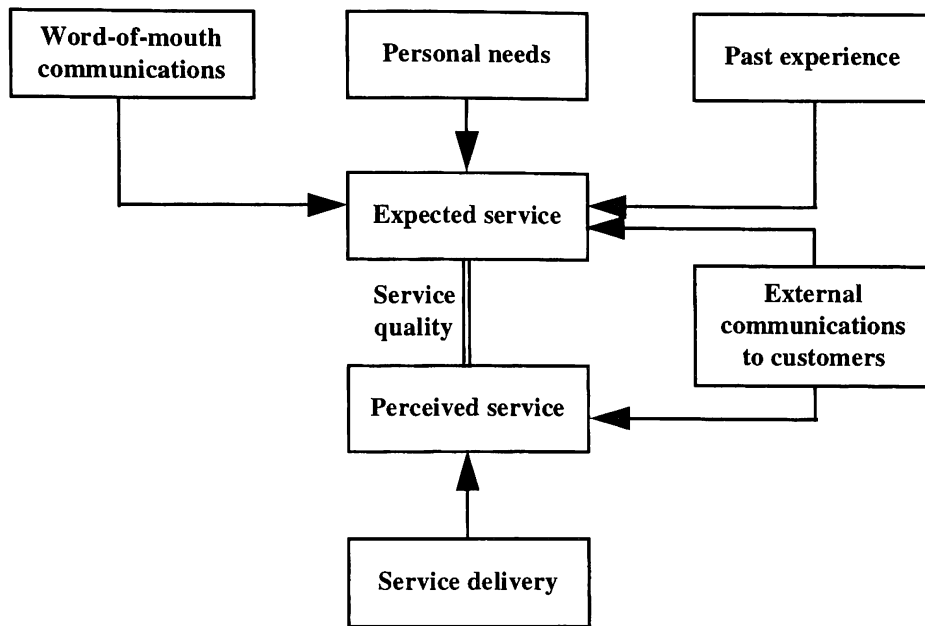 Word-of-mouth
communications
Personal needs
Past experience
Expected service
Service
quality
External
communications
to customers
Perceived service
Service delivery